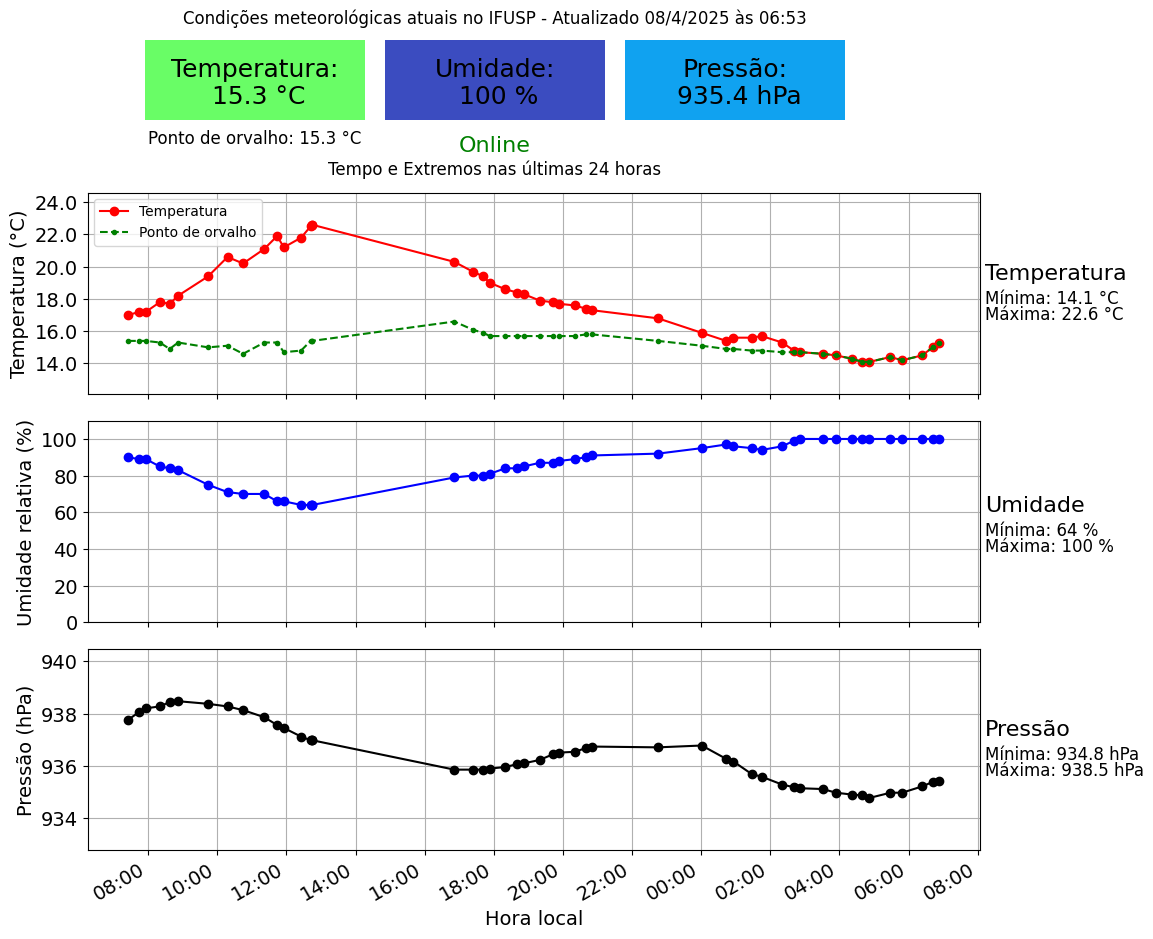 Condições meteorológicas atuais no IFUSP - Atualizado 08/4/2025 às 06:53
Temperatura:
15.3 °C
Umidade:
100 %
Pressão:
935.4 hPa
Ponto de orvalho: 15.3 °C
Online
Tempo e Extremos nas últimas 24 horas
Temperatura (°C)
24.0
22.0
20.0
18.0
16.0
14.0
Temperatura
Ponto de orvalho
Temperatura
Mínima: 14.1 °C
Máxima: 22.6 °C
Umidade relativa (%)
100
80
60
40
20
0
Umidade
Mínima: 64 %
Máxima: 100 %
Pressão (hPa)
940
938
936
934
Pressão
Mínima: 934.8 hPa
Máxima: 938.5 hPa
08:00 10:00 12:00 14:00 16:00 18:00 20:00 22:00 00:00 02:00 04:00 06:00 08:00
Hora local